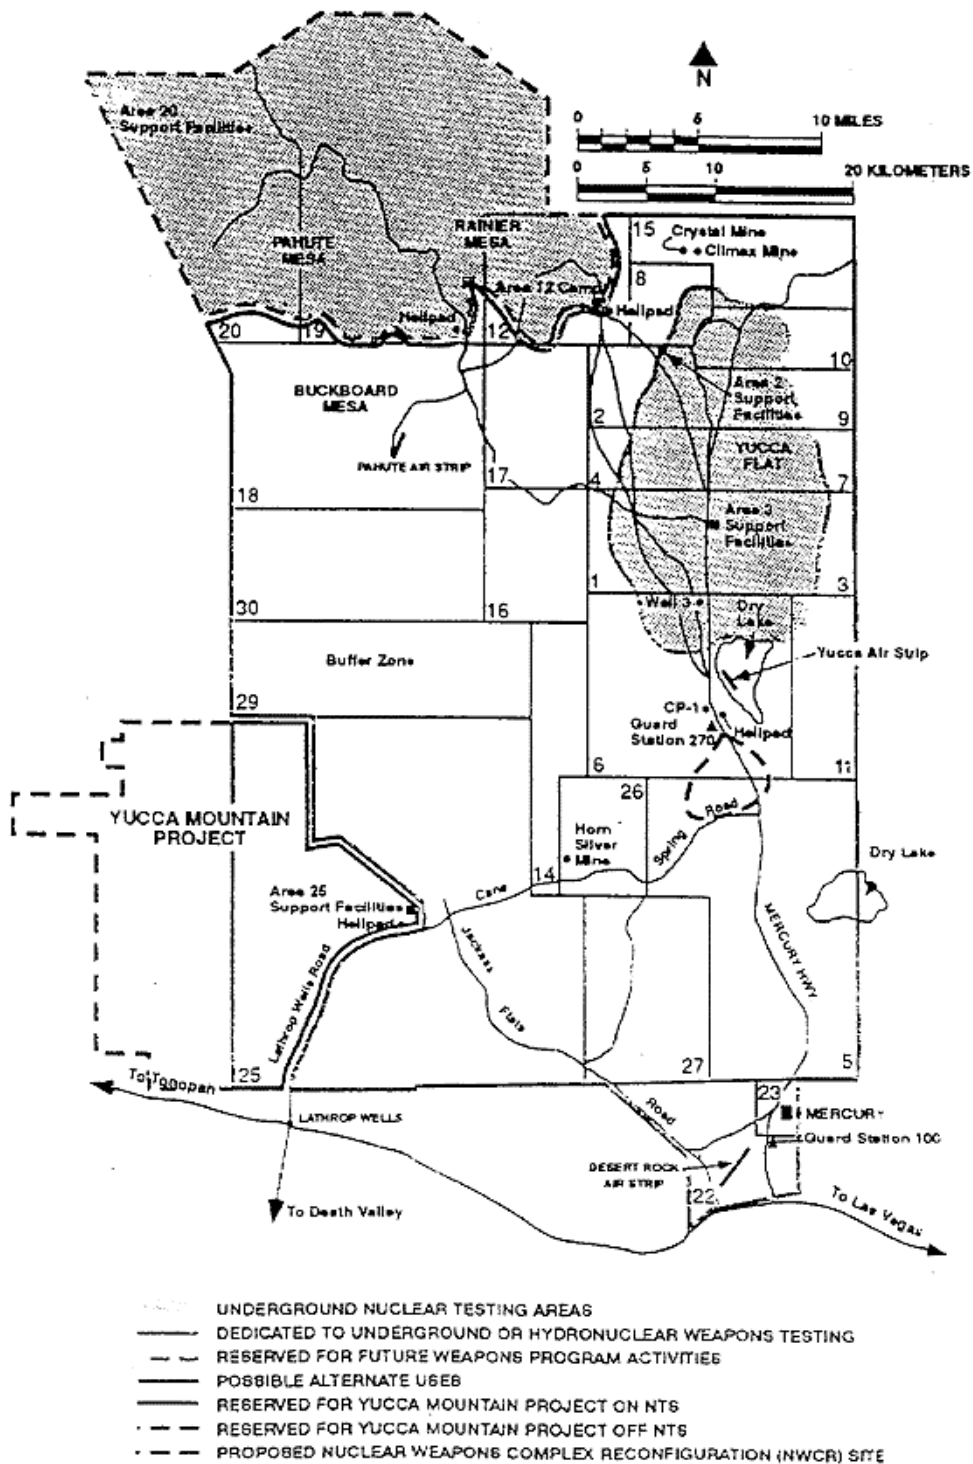 N
0 5 10 MILES
0 5 10 20 KILOMETERS
Area 20
Support Facilities
PAHUTE
MESA
RAINIER
MESA
15
Crystal Mine
Climax Mine
8
Area 12 Camp
Helipad
Helipad
20
19
12
10
BUCKBOARD
MESA
Area 2
Support
Facilities
2
9
PAHUTE AIR STRIP
YUCCA
FLAT
17
4
7
18
Area 3
Support
Facilities
1
3
30
16
Well 3
Dry
Lake
Buffer Zone
Yucca Air Strip
29
CP-1
Guard
Station 270
Helipad
6
11
26
YUCCA MOUNTAIN
PROJECT
Horn
Silver
Mine
Spring
Road
Dry Lake
14
Cane
Area 25
Support Facilities
Helipad
MERCURY HWY
Jackass
Flats
Lathrop Wells Road
25
27
5
To Tonopah
Road
23
MERCURY
LATHROP WELLS
Guard Station 100
DESERT ROCK
AIR STRIP
22
To Death Valley
To Las Vegas
UNDERGROUND NUCLEAR TESTING AREAS
DEDICATED TO UNDERGROUND OR HYDRONUCLEAR WEAPONS TESTING
RESERVED FOR FUTURE WEAPONS PROGRAM ACTIVITIES
POSSIBLE ALTERNATE USES
RESERVED FOR YUCCA MOUNTAIN PROJECT ON NTS
RESERVED FOR YUCCA MOUNTAIN PROJECT OFF NTS
PROPOSED NUCLEAR WEAPONS COMPLEX RECONFIGURATION (NWCR) SITE